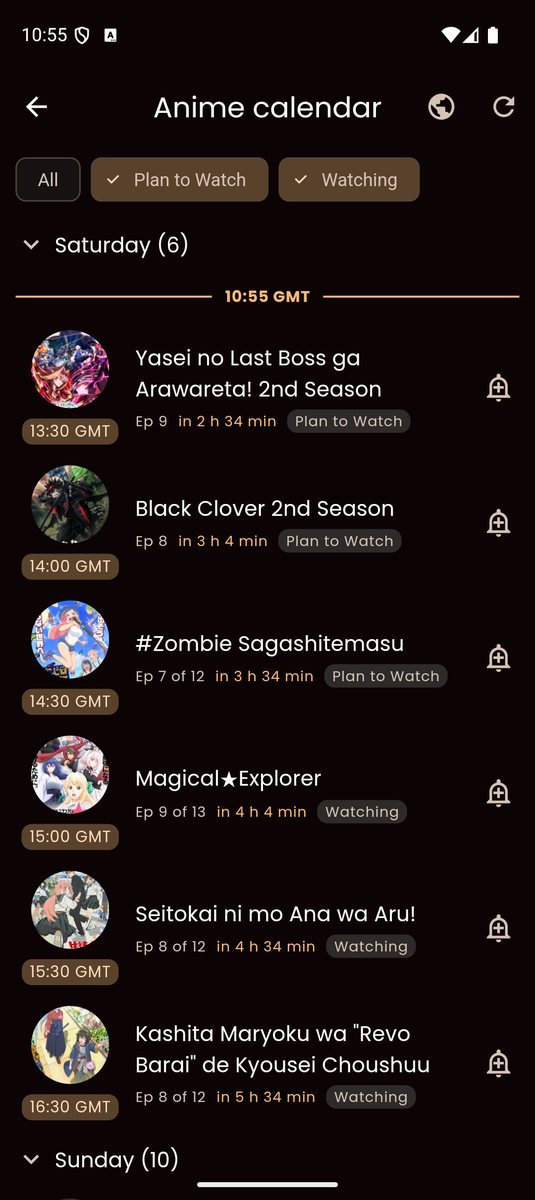 10:55
Anime calendar
All
Plan to Watch
Watching
Saturday (6)
10:55 GMT
Yasei no Last Boss ga
Arawareta! 2nd Season
Ep 9 in 2 h 34 min Plan to Watch
13:30 GMT
Black Clover 2nd Season
Ep 8 in 3 h 4 min Plan to Watch
14:00 GMT
#Zombie Sagashitemasu
Ep 7 of 12 in 3 h 34 min Plan to Watch
14:30 GMT
Magical★Explorer
Ep 9 of 13 in 4 h 4 min Watching
15:00 GMT
Seitokai ni mo Ana wa Aru!
Ep 8 of 12 in 4 h 34 min Watching
15:30 GMT
Kashita Maryoku wa "Revo
Barai" de Kyousei Choushuu
Ep 8 of 12 in 5 h 34 min Watching
16:30 GMT
Sunday (10)